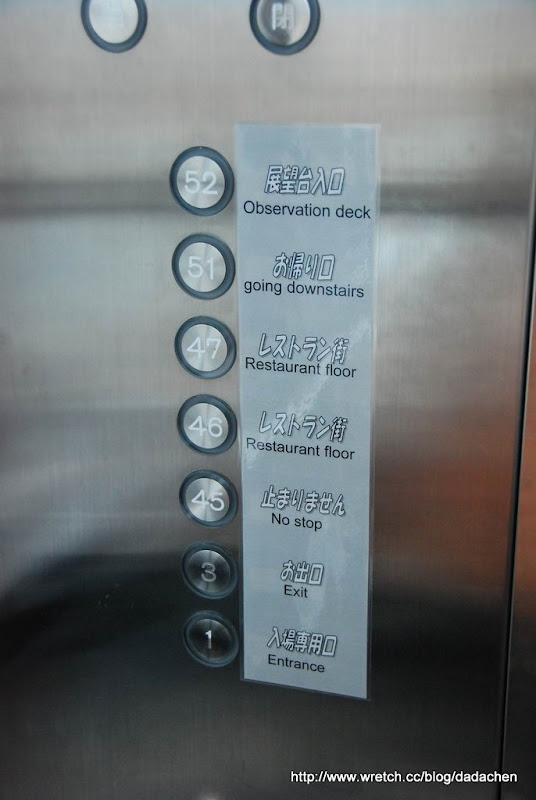 閉
52
展望台入口
Observation deck
51
お帰り口
going downstairs
47
レストラン街
Restaurant floor
46
レストラン街
Restaurant floor
45
止まりません
No stop
3
お出口
Exit
1
入場専用口
Entrance
http://www.wretch.cc/blog/dadachen